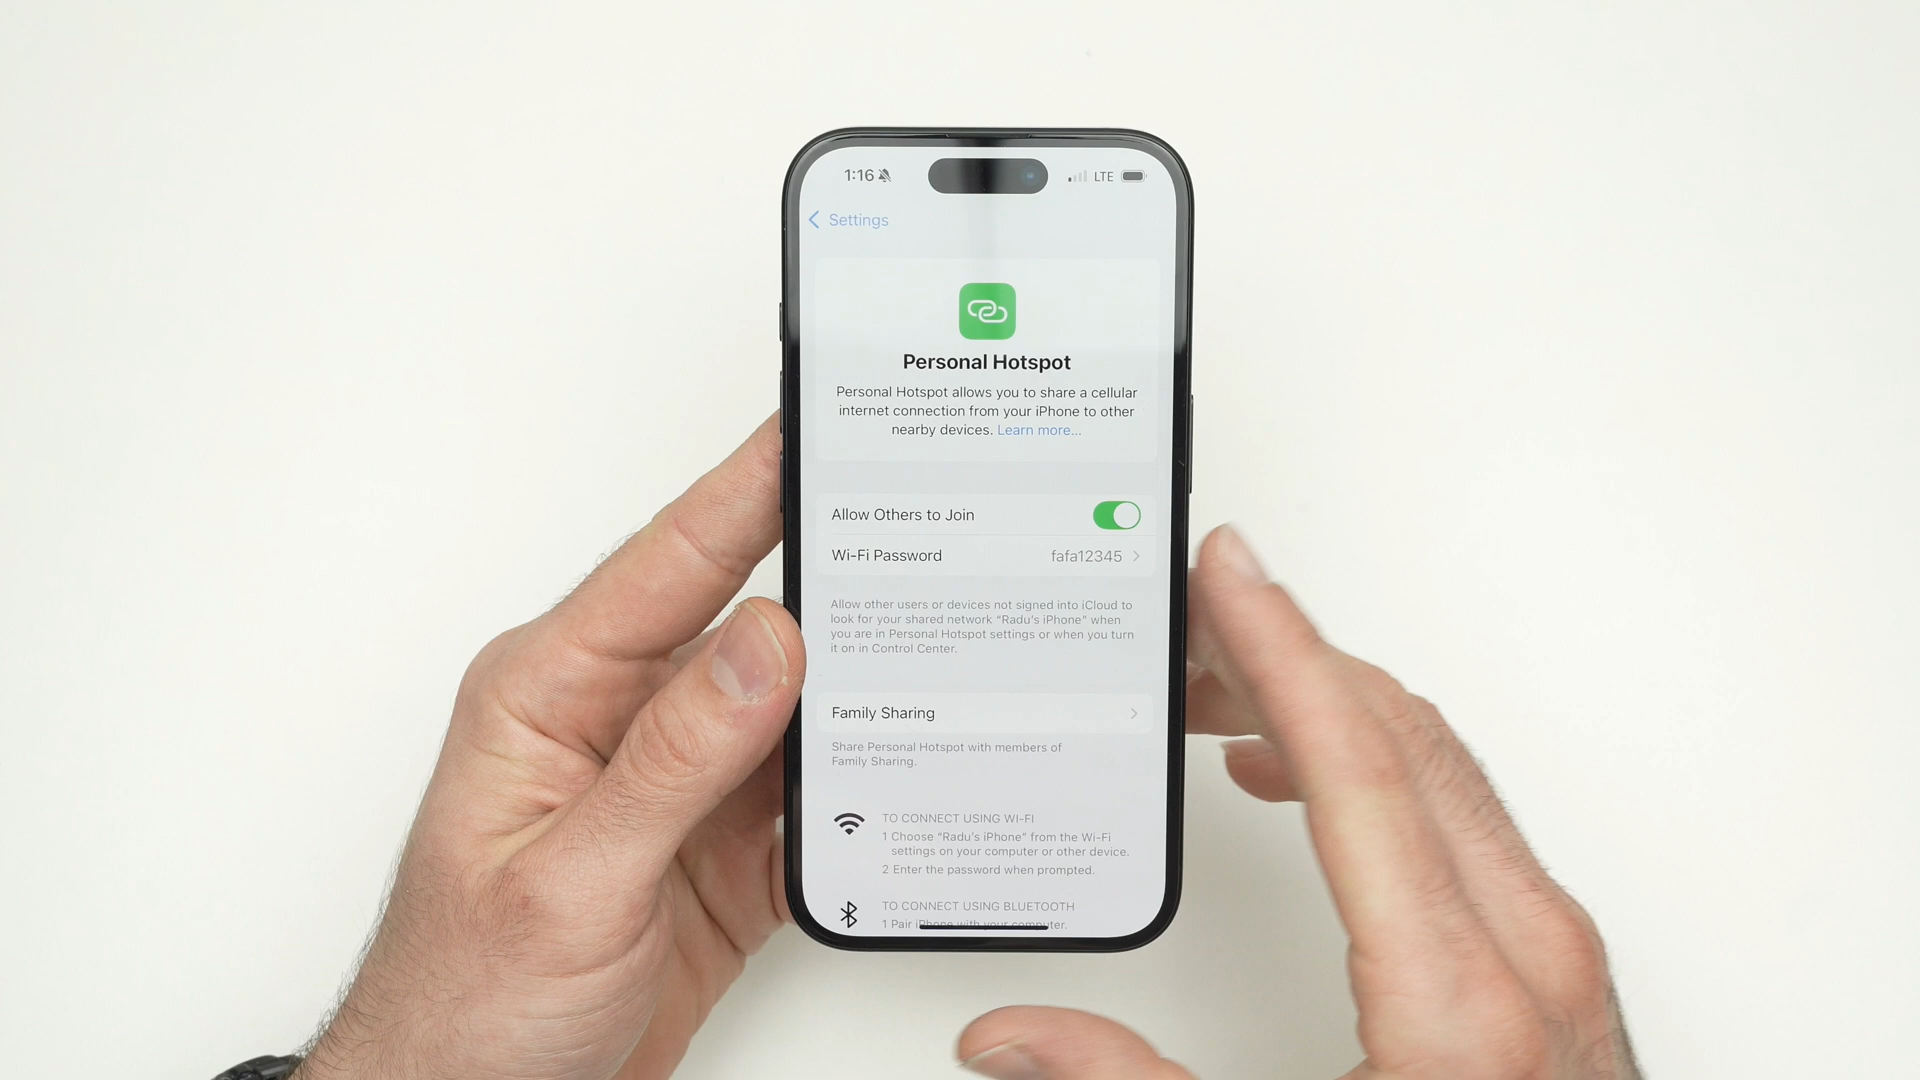 1:16
LTE
Settings
Personal Hotspot
Personal Hotspot allows you to share a cellular
internet connection from your iPhone to other
nearby devices. Learn more...
Allow Others to Join
Wi-Fi Password fafa12345
Allow other users or devices not signed into iCloud to
look for your shared network “Radu's iPhone” when
you are in Personal Hotspot settings or when you turn
it on in Control Center.
Family Sharing
Share Personal Hotspot with members of
Family Sharing.
TO CONNECT USING WI-FI
1 Choose “Radu's iPhone” from the Wi-Fi
settings on your computer or other device.
2 Enter the password when prompted.
TO CONNECT USING BLUETOOTH
1 Pair iPhone with your computer.